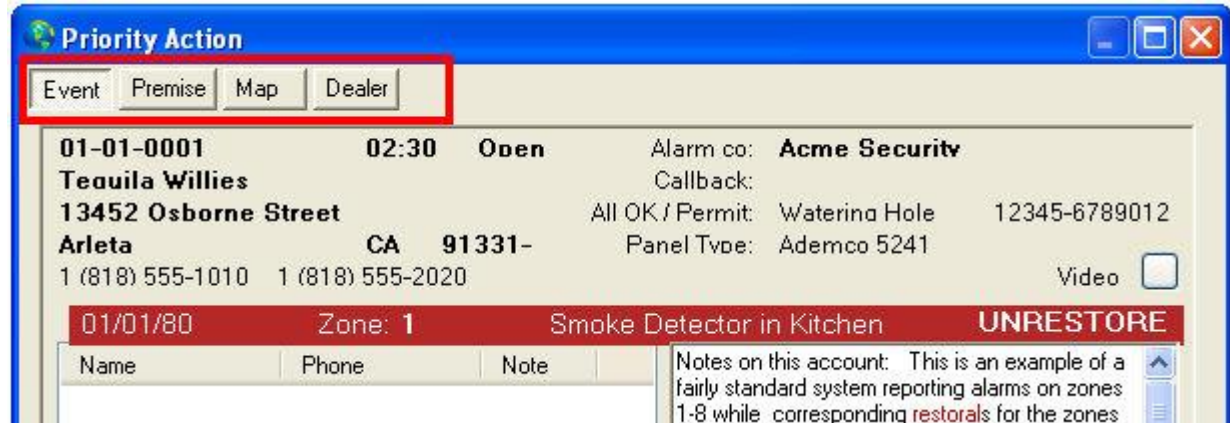 Priority Action
Event Premise Map Dealer
01-01-0001 02:30 Open Alarm co: Acme Security
Tequila Willies Callback:
13452 Osborne Street All OK / Permit: Watering Hole 12345-6789012
Arleta CA 91331- Panel Type: Ademco 5241
1 (818) 555-1010 1 (818) 555-2020 Video
01/01/80 Zone: 1 Smoke Detector in Kitchen UNRESTORE
Name Phone Note
Notes on this account: This is an example of a
fairly standard system reporting alarms on zones
1-8 while corresponding restorals for the zones